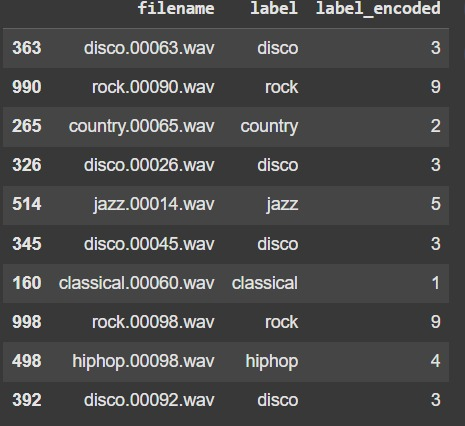 filename label label_encoded
363 disco.00063.wav disco 3
990 rock.00090.wav rock 9
265 country.00065.wav country 2
326 disco.00026.wav disco 3
514 jazz.00014.wav jazz 5
345 disco.00045.wav disco 3
160 classical.00060.wav classical 1
998 rock.00098.wav rock 9
498 hiphop.00098.wav hiphop 4
392 disco.00092.wav disco 3